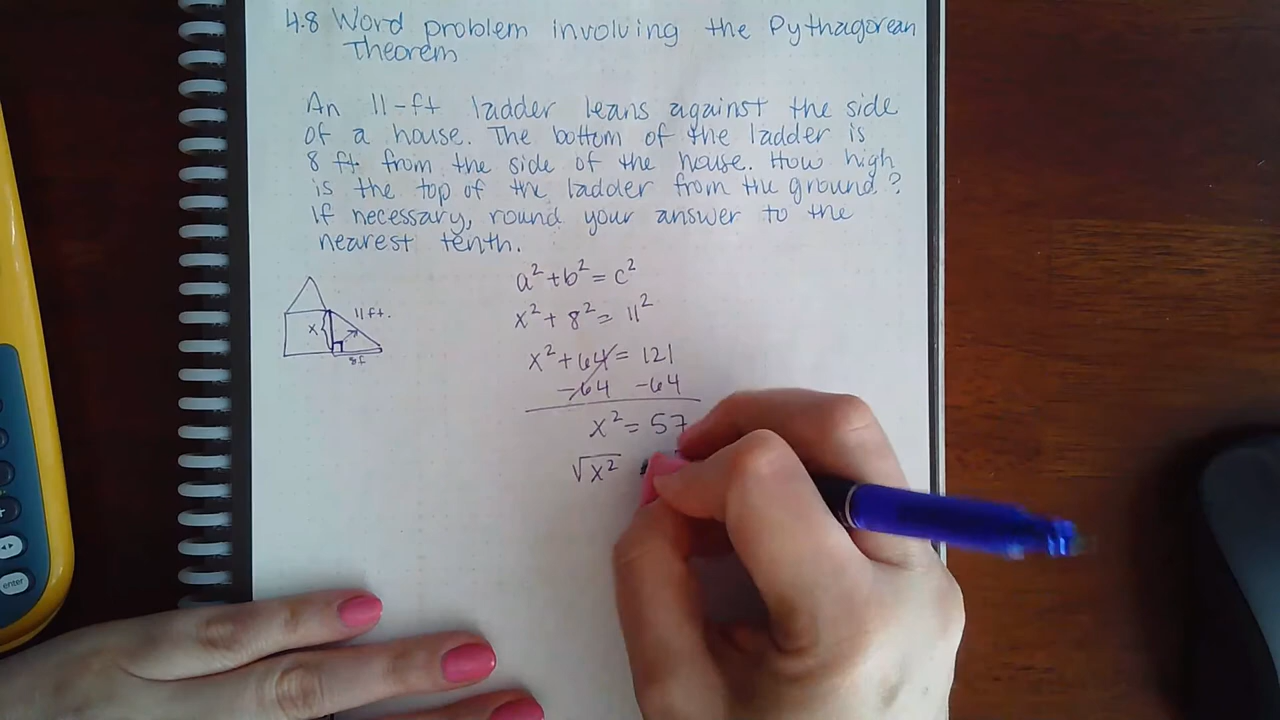 4.8 Word problem involving the Pythagorean
Theorem
An 11-ft ladder leans against the side
of a house. The bottom of the ladder is
8 ft from the side of the house. How high
is the top of the ladder from the ground?
If necessary, round your answer to the
nearest tenth.
a² + b² = c²
x² + 8² = 11²
x² + 64 = 121
-64 -64
x² = 57
√x²
11ft.
x
8f
enter